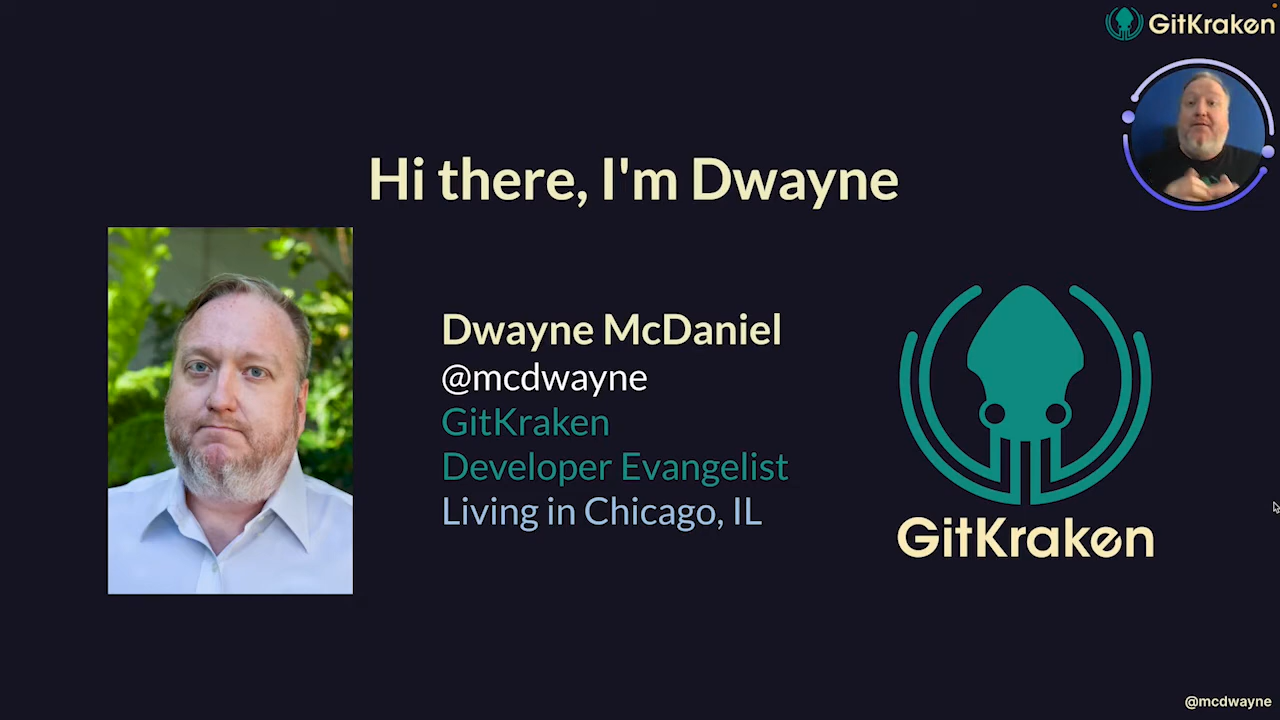 GitKraken
Hi there, I'm Dwayne
Dwayne McDaniel
@mcdwayne
GitKraken
Developer Evangelist
Living in Chicago, IL
GitKraken
@mcdwayne